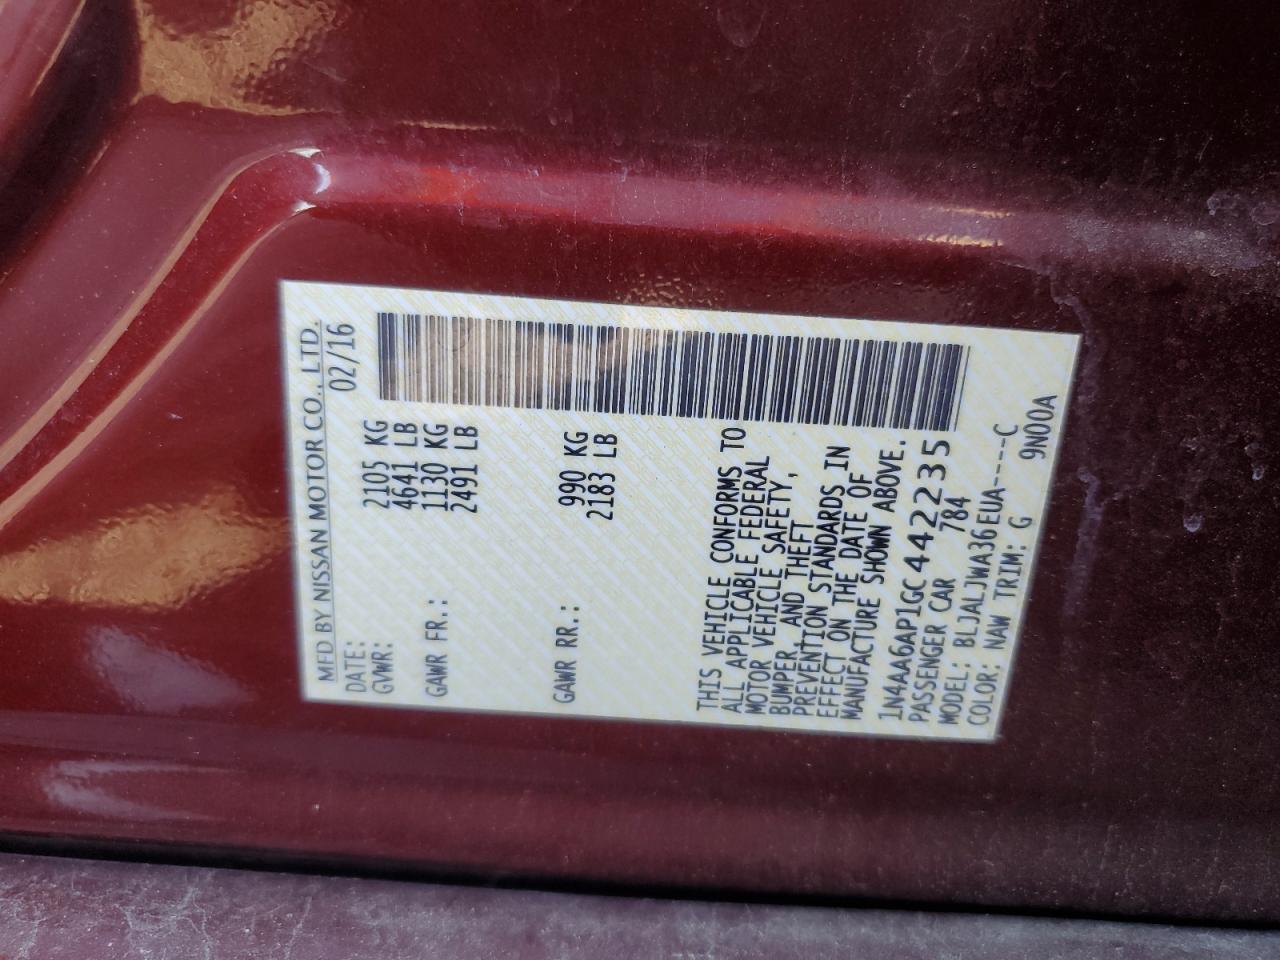 MFD BY NISSAN MOTOR CO., LTD.
DATE: 02/16
GVWR: 2105 KG
4641 LB
GAWR FR.: 1130 KG
2491 LB
GAWR RR.: 990 KG
2183 LB
THIS VEHICLE CONFORMS TO
ALL APPLICABLE FEDERAL
MOTOR VEHICLE SAFETY,
BUMPER, AND THEFT
PREVENTION STANDARDS IN
EFFECT ON THE DATE OF
MANUFACTURE SHOWN ABOVE.
1N4AA6AP1GC442235
PASSENGER CAR 784
MODEL: BLJALJWA36EUA-----C
COLOR: NAW TRIM: G 9N00A